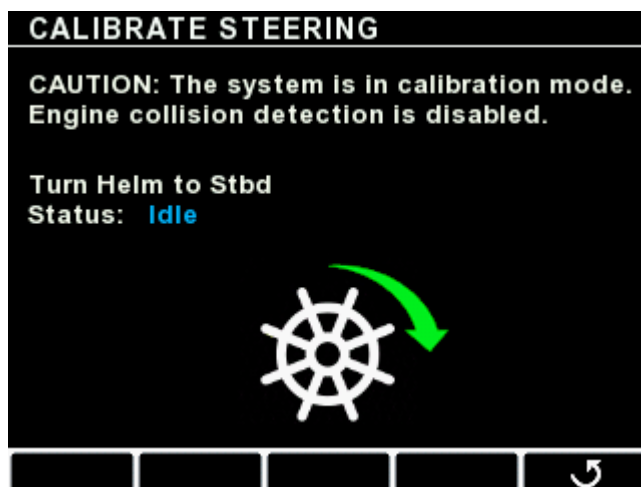 CALIBRATE STEERING
CAUTION: The system is in calibration mode.
Engine collision detection is disabled.
Turn Helm to Stbd
Status: Idle